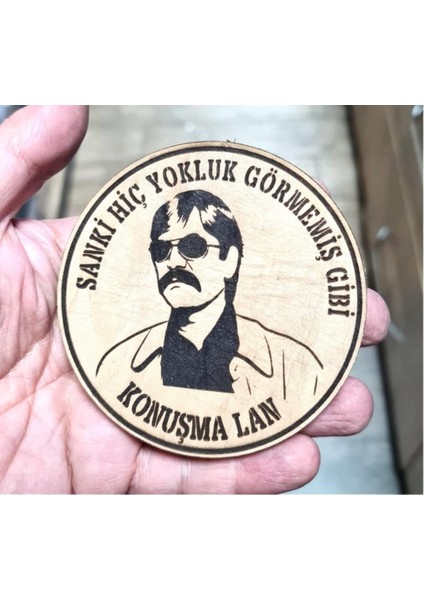 SANKİ HİÇ YOKLUK GÖRMEMİŞ GİBİ
KONUŞMA LAN